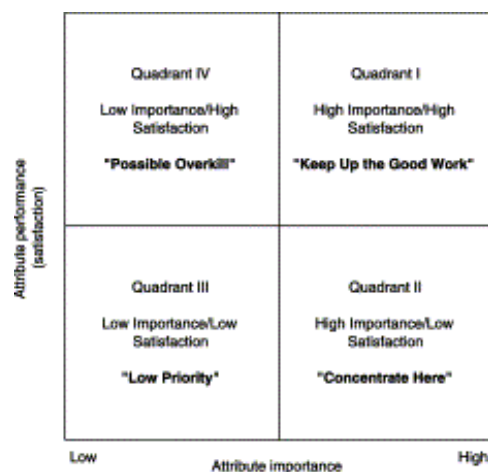 Quadrant IV
Low Importance/High
Satisfaction
"Possible Overkill"
Quadrant I
High Importance/High
Satisfaction
"Keep Up the Good Work"
Attribute performance
(satisfaction)
Quadrant III
Low Importance/Low
Satisfaction
"Low Priority"
Quadrant II
High Importance/Low
Satisfaction
"Concentrate Here"
Low
Attribute importance
High